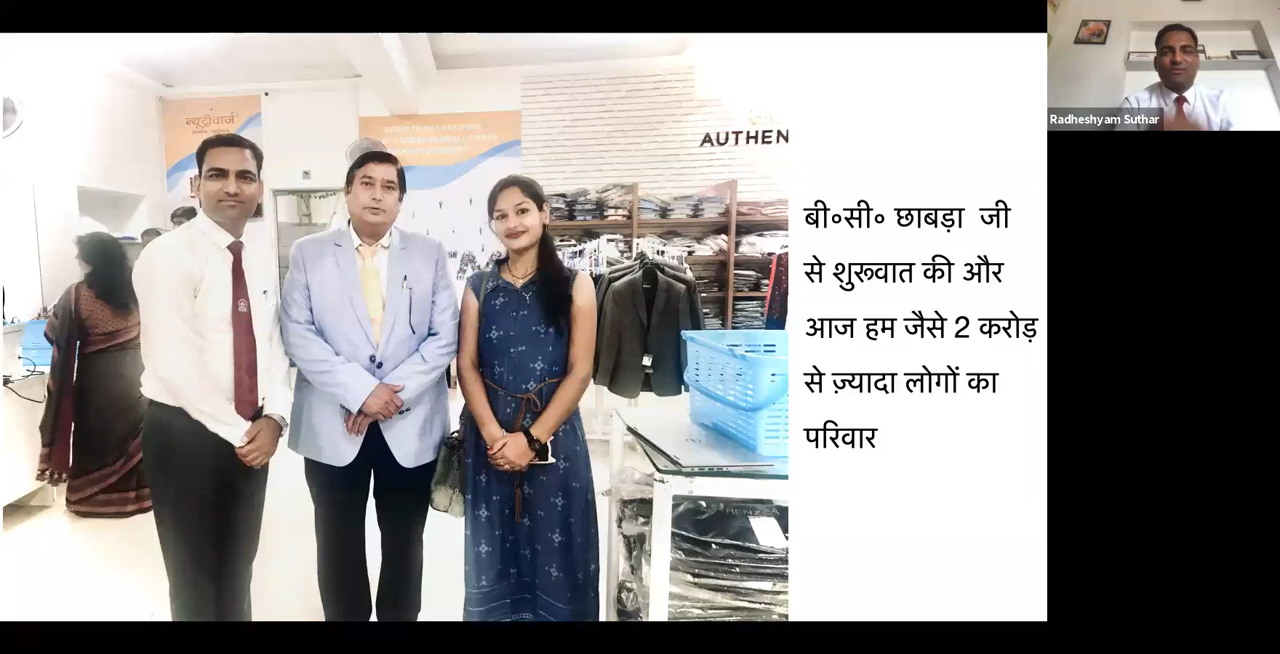 न्यूट्रीचार्ज
AUTHEN
Radheshyam Suthar
बी॰सी॰ छाबड़ा जी
से शुरूवात की और
आज हम जैसे 2 करोड़
से ज़्यादा लोगों का
परिवार